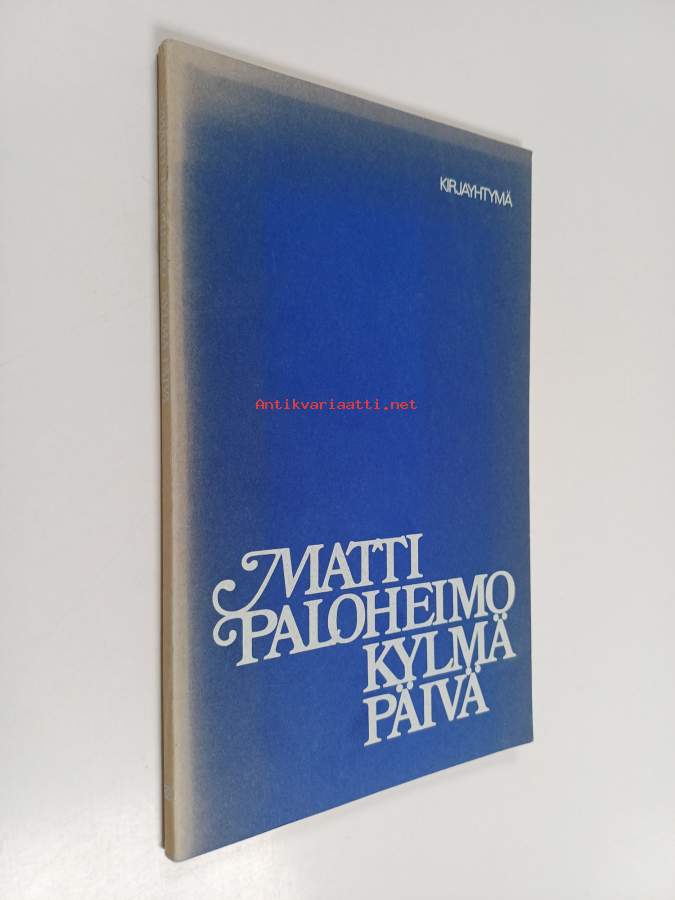 KIRJAYHTYMÄ
Antikvariaatti.net
MATTI
PALOHEIMO
KYLMÄ
PÄIVÄ